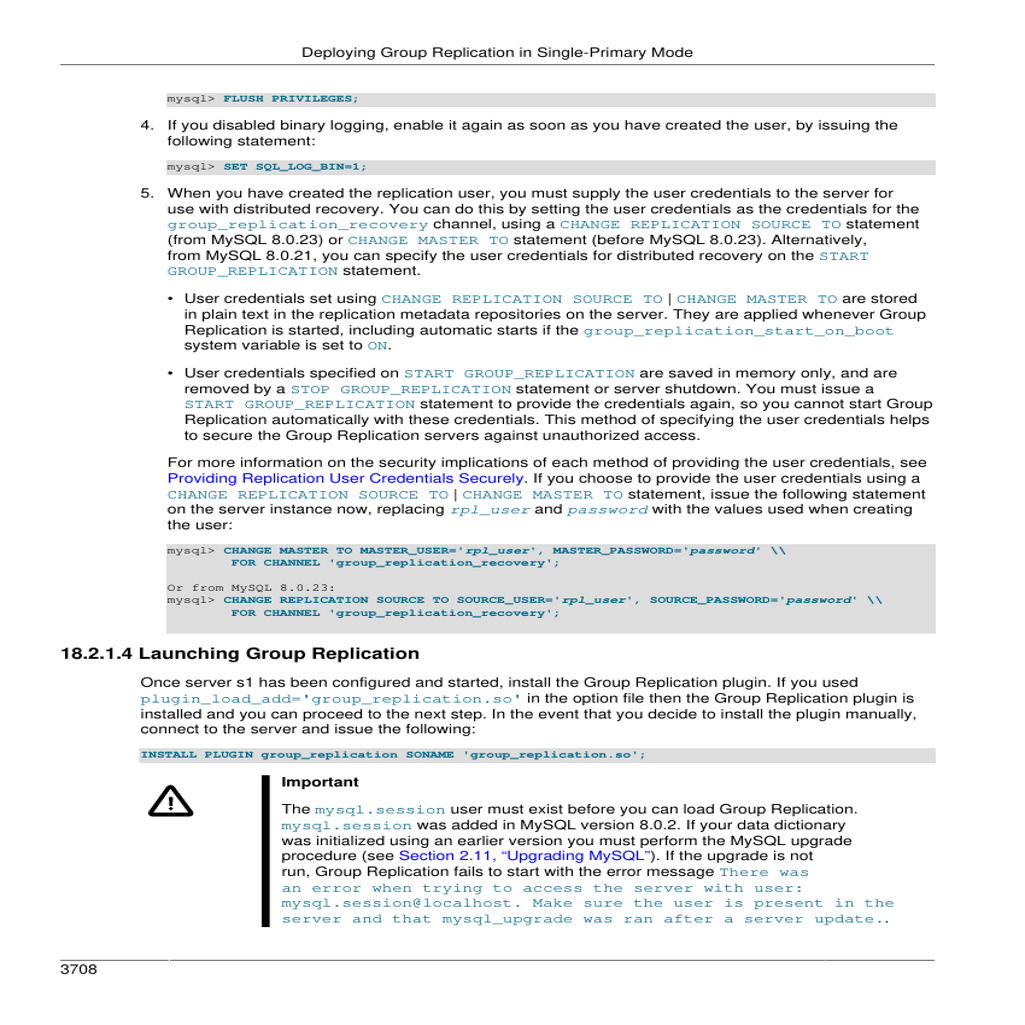 Deploying Group Replication in Single-Primary Mode
mysql> FLUSH PRIVILEGES;
4. If you disabled binary logging, enable it again as soon as you have created the user, by issuing the
following statement:
mysql> SET SQL_LOG_BIN=1;
5. When you have created the replication user, you must supply the user credentials to the server for
use with distributed recovery. You can do this by setting the user credentials as the credentials for the
group_replication_recovery channel, using a CHANGE REPLICATION SOURCE TO statement
(from MySQL 8.0.23) or CHANGE MASTER TO statement (before MySQL 8.0.23). Alternatively,
from MySQL 8.0.21, you can specify the user credentials for distributed recovery on the START
GROUP_REPLICATION statement.
• User credentials set using CHANGE REPLICATION SOURCE TO | CHANGE MASTER TO are stored
in plain text in the replication metadata repositories on the server. They are applied whenever Group
Replication is started, including automatic starts if the group_replication_start_on_boot
system variable is set to ON.
• User credentials specified on START GROUP_REPLICATION are saved in memory only, and are
removed by a STOP GROUP_REPLICATION statement or server shutdown. You must issue a
START GROUP_REPLICATION statement to provide the credentials again, so you cannot start Group
Replication automatically with these credentials. This method of specifying the user credentials helps
to secure the Group Replication servers against unauthorized access.
For more information on the security implications of each method of providing the user credentials, see
Providing Replication User Credentials Securely. If you choose to provide the user credentials using a
CHANGE REPLICATION SOURCE TO | CHANGE MASTER TO statement, issue the following statement
on the server instance now, replacing rpl_user and password with the values used when creating
the user:
mysql> CHANGE MASTER TO MASTER_USER='rpl_user', MASTER_PASSWORD='password' \\
FOR CHANNEL 'group_replication_recovery';
Or from MySQL 8.0.23:
mysql> CHANGE REPLICATION SOURCE TO SOURCE_USER='rpl_user', SOURCE_PASSWORD='password' \\
FOR CHANNEL 'group_replication_recovery';
18.2.1.4 Launching Group Replication
Once server s1 has been configured and started, install the Group Replication plugin. If you used
plugin_load_add='group_replication.so' in the option file then the Group Replication plugin is
installed and you can proceed to the next step. In the event that you decide to install the plugin manually,
connect to the server and issue the following:
INSTALL PLUGIN group_replication SONAME 'group_replication.so';
Important
The mysql.session user must exist before you can load Group Replication.
mysql.session was added in MySQL version 8.0.2. If your data dictionary
was initialized using an earlier version you must perform the MySQL upgrade
procedure (see Section 2.11, “Upgrading MySQL”). If the upgrade is not
run, Group Replication fails to start with the error message There was
an error when trying to access the server with user:
mysql.session@localhost. Make sure the user is present in the
server and that mysql_upgrade was ran after a server update..
3708